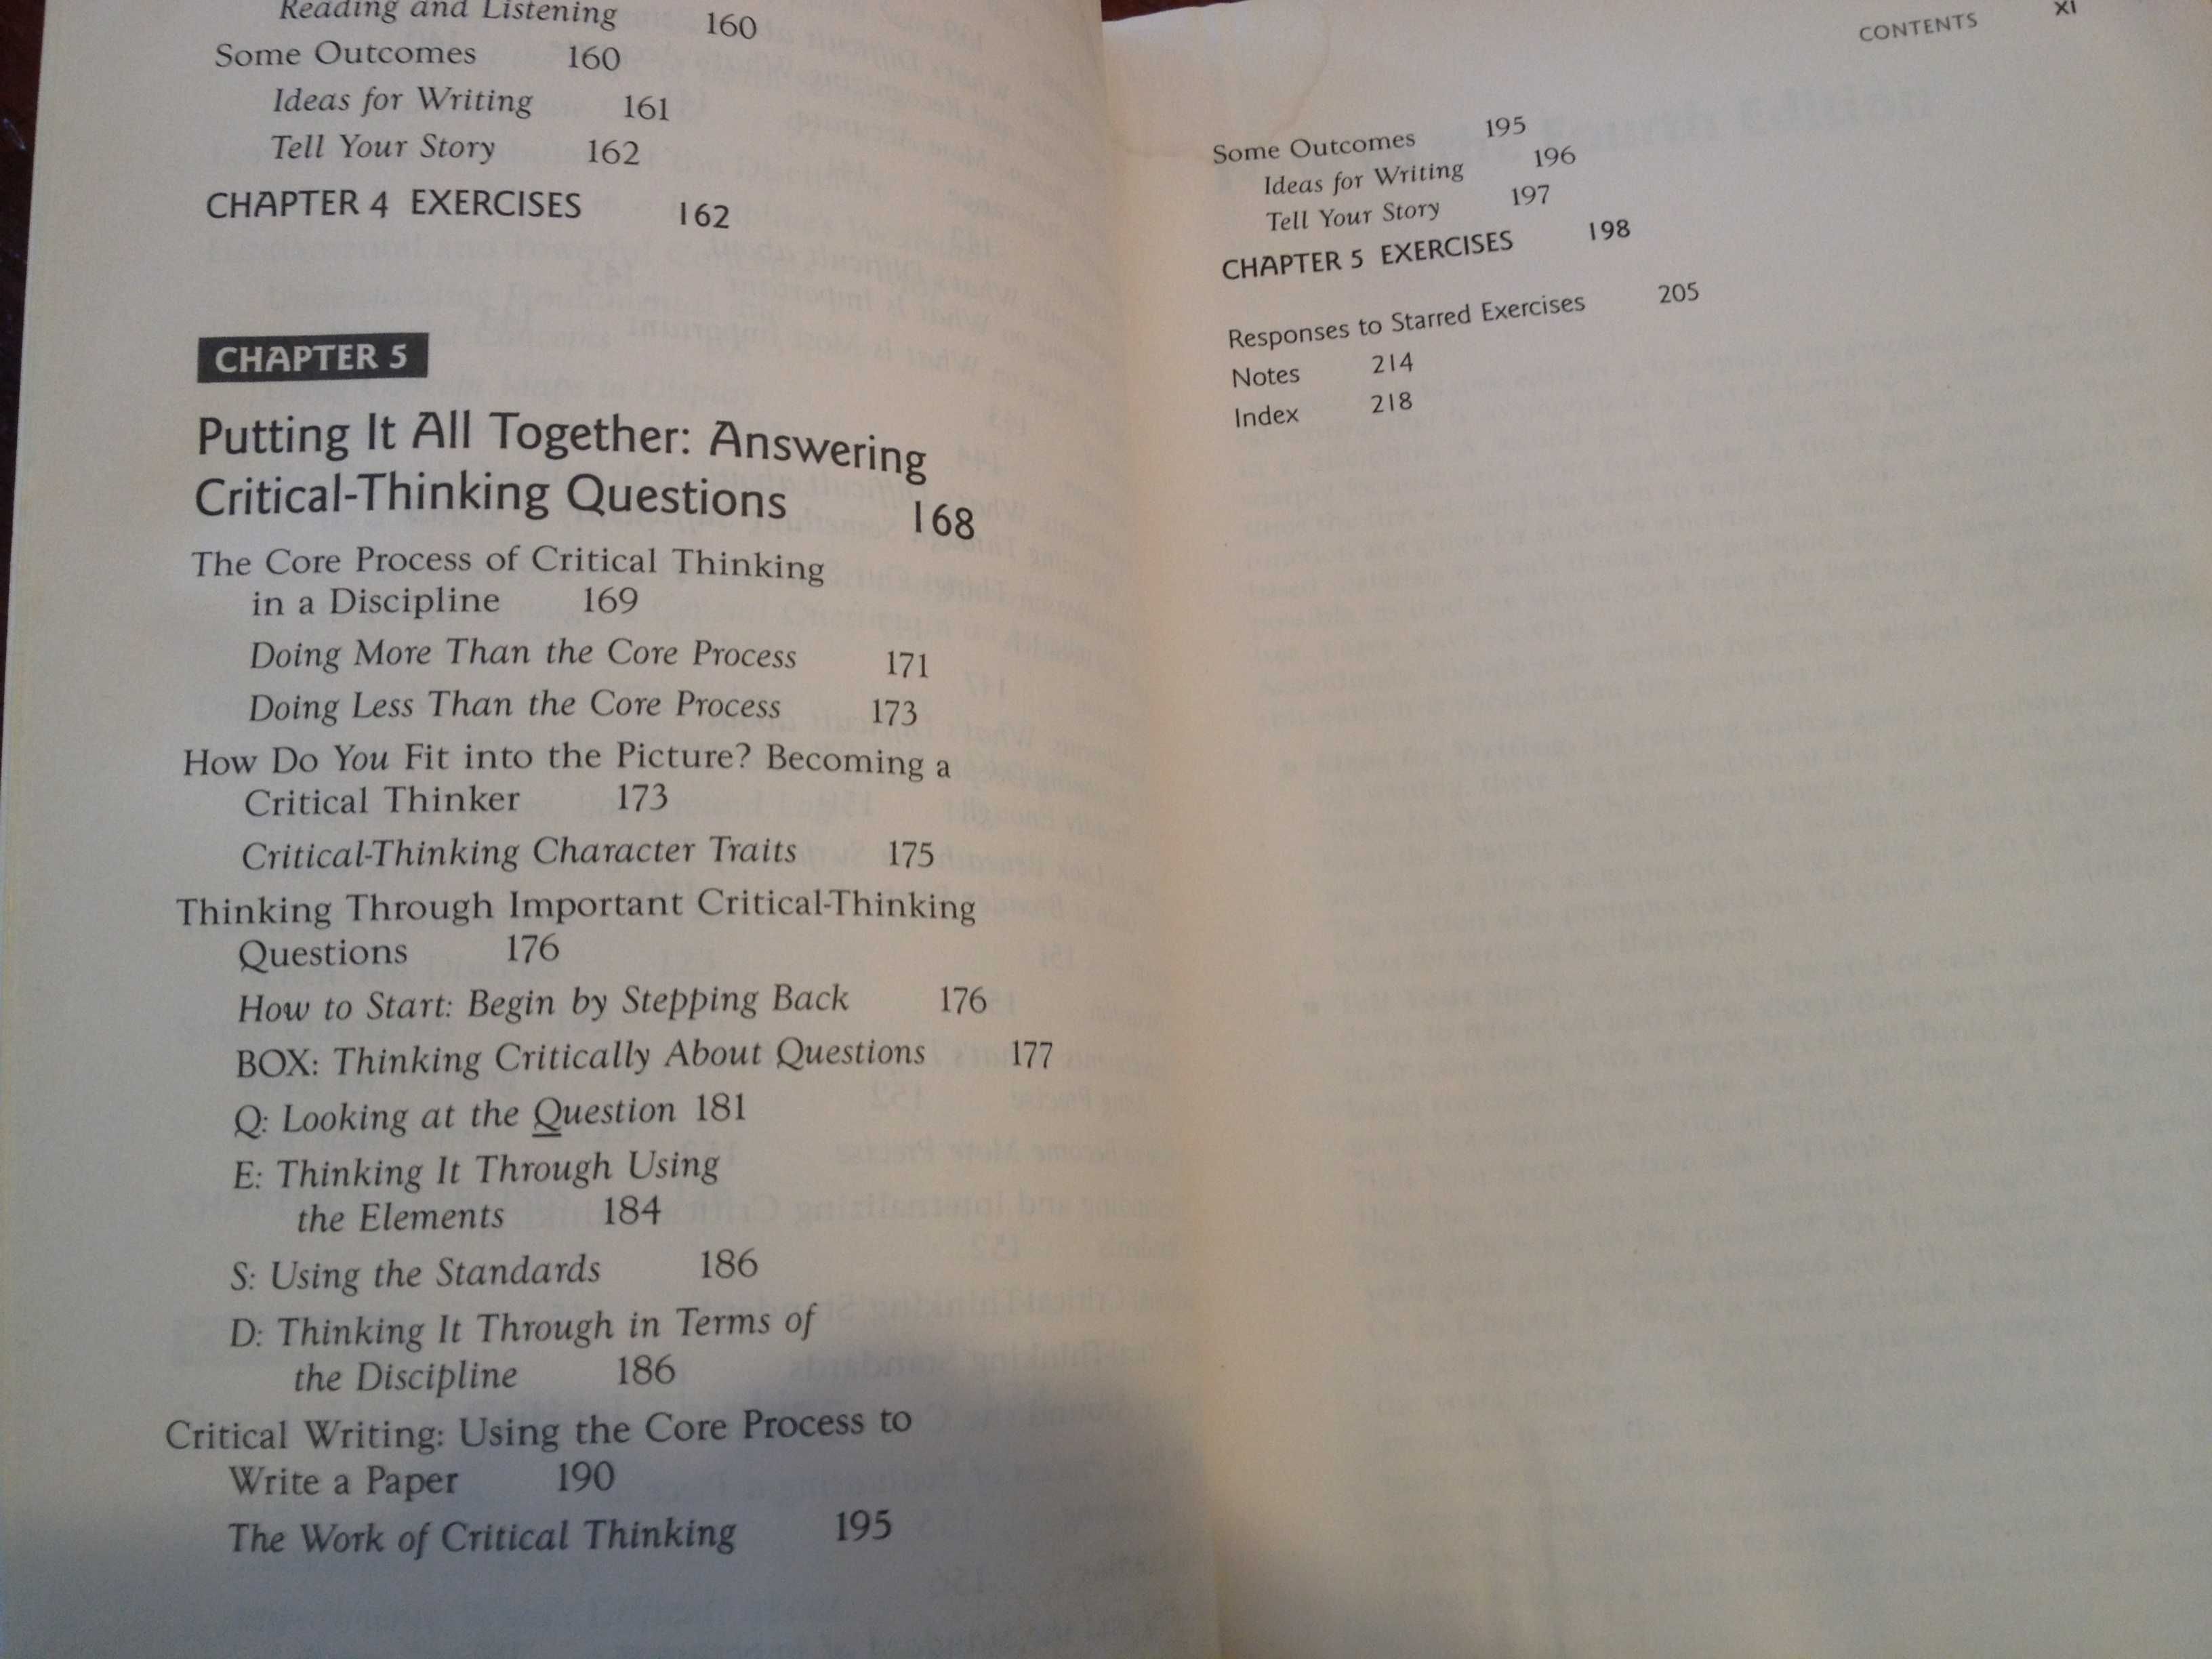 Reading and Listening 160
Some Outcomes 160
Ideas for Writing 161
Tell Your Story 162
CHAPTER 4 EXERCISES 162
CHAPTER 5
Putting It All Together: Answering
Critical-Thinking Questions 168
The Core Process of Critical Thinking
in a Discipline 169
Doing More Than the Core Process 171
Doing Less Than the Core Process 173
How Do You Fit into the Picture? Becoming a
Critical Thinker 173
Critical-Thinking Character Traits 175
Thinking Through Important Critical-Thinking
Questions 176
How to Start: Begin by Stepping Back 176
BOX: Thinking Critically About Questions 177
Q: Looking at the Question 181
E: Thinking It Through Using
the Elements 184
S: Using the Standards 186
D: Thinking It Through in Terms of
the Discipline 186
Critical Writing: Using the Core Process to
Write a Paper 190
The Work of Critical Thinking 195
CONTENTS XI
Some Outcomes 195
Ideas for Writing 196
Tell Your Story 197
CHAPTER 5 EXERCISES 198
Responses to Starred Exercises 205
Notes 214
Index 218